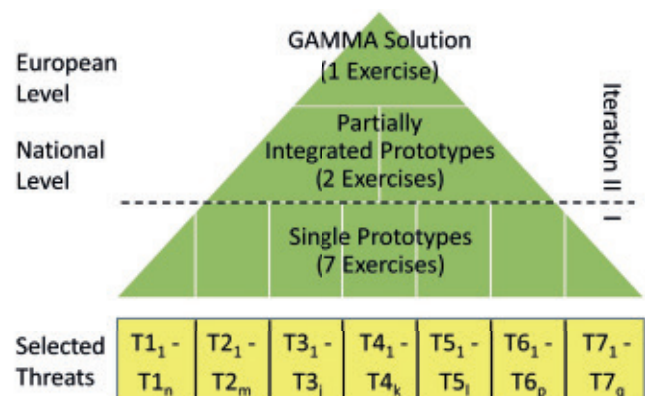 GAMMA Solution
(1 Exercise)
European
Level
Partially
Integrated Prototypes
(2 Exercises)
National
Level
Iteration II
I
Single Prototypes
(7 Exercises)
Selected
Threats
T1₁ - T1ₙ
T2₁ - T2ₘ
T3₁ - T3ⱼ
T4₁ - T4ₖ
T5₁ - T5ₗ
T6₁ - T6ₚ
T7₁ - T7q